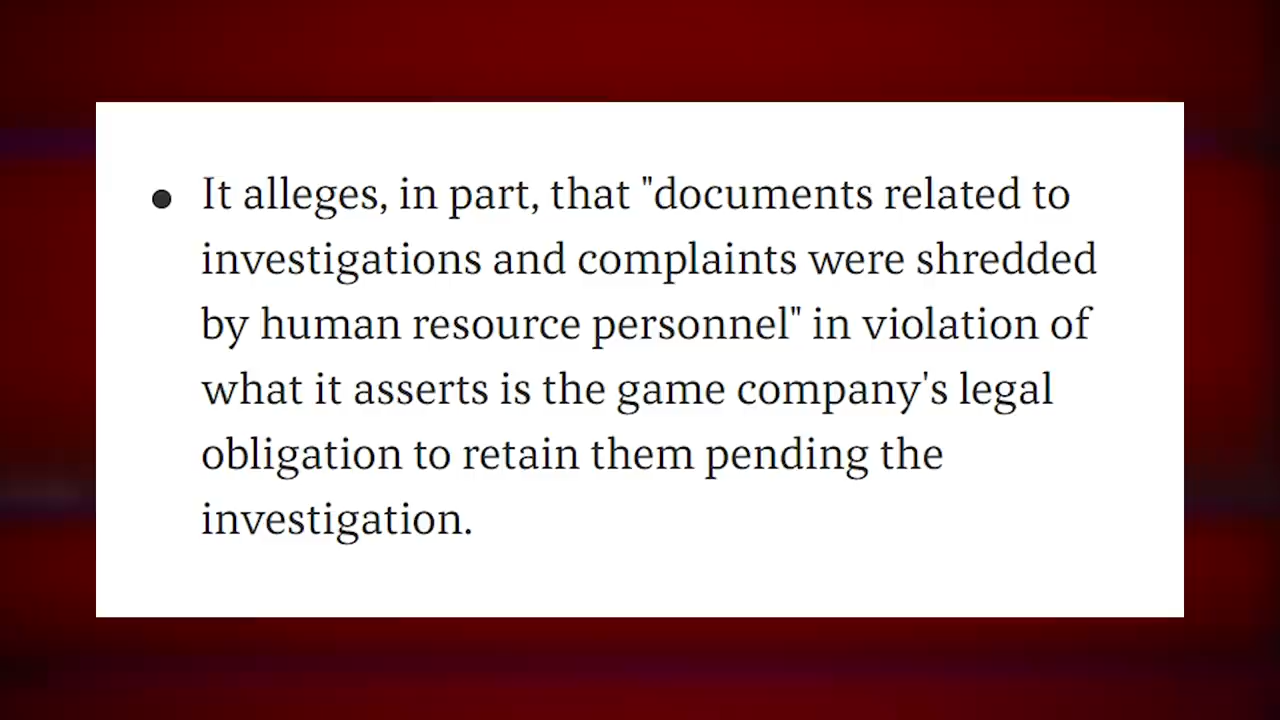 ● It alleges, in part, that "documents related to
investigations and complaints were shredded
by human resource personnel" in violation of
what it asserts is the game company's legal
obligation to retain them pending the
investigation.